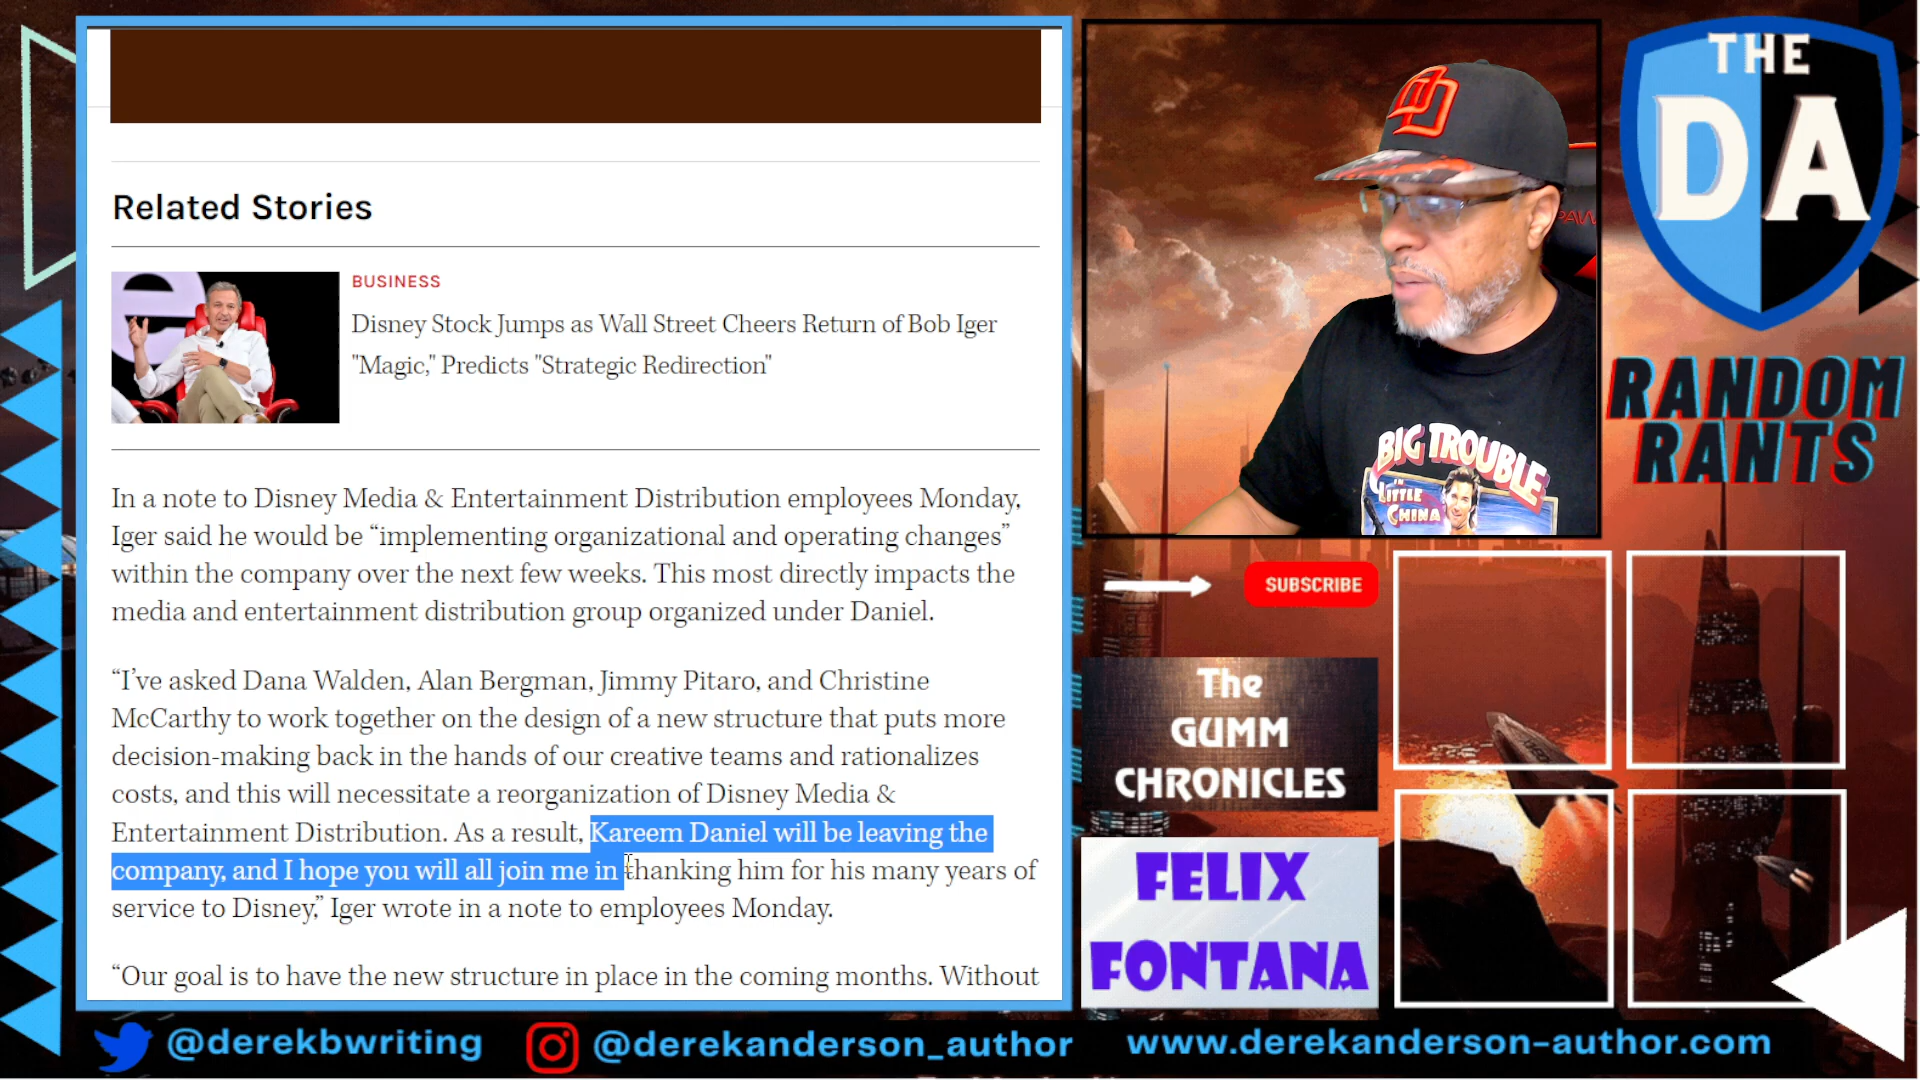 Related Stories
BUSINESS
Disney Stock Jumps as Wall Street Cheers Return of Bob Iger
"Magic," Predicts "Strategic Redirection"
In a note to Disney Media & Entertainment Distribution employees Monday,
Iger said he would be “implementing organizational and operating changes”
within the company over the next few weeks. This most directly impacts the
media and entertainment distribution group organized under Daniel.
“I’ve asked Dana Walden, Alan Bergman, Jimmy Pitaro, and Christine
McCarthy to work together on the design of a new structure that puts more
decision-making back in the hands of our creative teams and rationalizes
costs, and this will necessitate a reorganization of Disney Media &
Entertainment Distribution. As a result, Kareem Daniel will be leaving the
company, and I hope you will all join me in thanking him for his many years of
service to Disney,” Iger wrote in a note to employees Monday.
“Our goal is to have the new structure in place in the coming months. Without
BIG TROUBLE
IN
LITTLE
CHINA
THE
DA
RANDOM
RANTS
SUBSCRIBE
The
GUMM
CHRONICLES
FELIX
FONTANA
@derekbwriting
@derekanderson_author
www.derekanderson-author.com